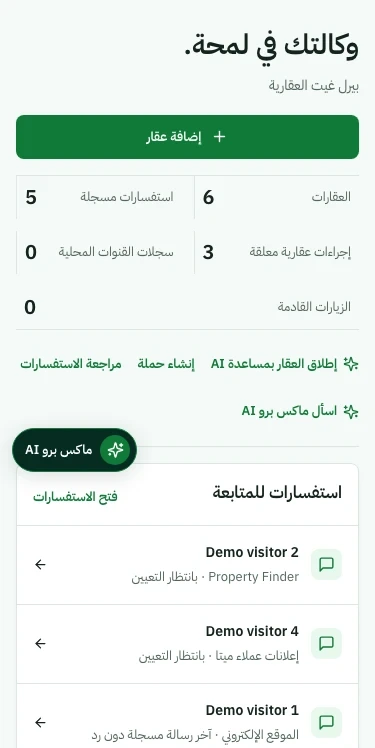 وكالتك في لمحة.
بيرل غيت العقارية
إضافة عقار
العقارات 6
استفسارات مسجلة 5
إجراءات عقارية معلقة 3
سجلات القنوات المحلية 0
الزيارات القادمة 0
إطلاق العقار بمساعدة AI
إنشاء حملة
مراجعة الاستفسارات
اسأل ماكس برو AI
ماكس برو AI
استفسارات للمتابعة
فتح الاستفسارات
Demo visitor 2
Property Finder · بانتظار التعيين
Demo visitor 4
إعلانات عملاء ميتا · بانتظار التعيين
Demo visitor 1
الموقع الإلكتروني · آخر رسالة مسجلة دون رد